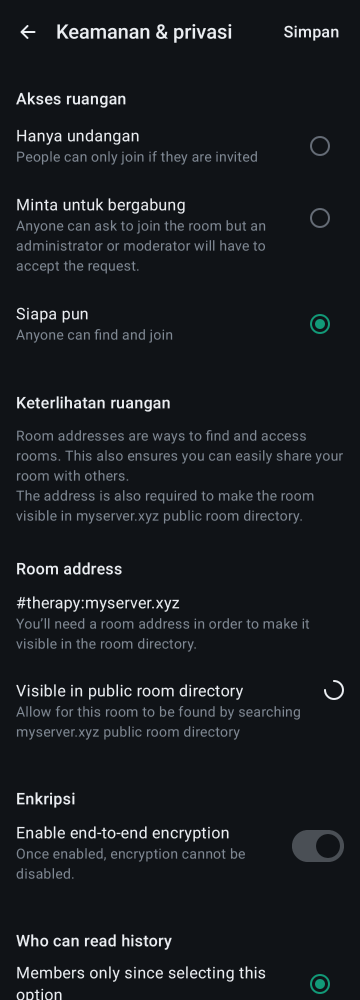 Keamanan & privasi
Simpan
Akses ruangan
Hanya undangan
People can only join if they are invited
Minta untuk bergabung
Anyone can ask to join the room but an
administrator or moderator will have to
accept the request.
Siapa pun
Anyone can find and join
Keterlihatan ruangan
Room addresses are ways to find and access
rooms. This also ensures you can easily share your
room with others.
The address is also required to make the room
visible in myserver.xyz public room directory.
Room address
#therapy:myserver.xyz
You’ll need a room address in order to make it
visible in the room directory.
Visible in public room directory
Allow for this room to be found by searching
myserver.xyz public room directory
Enkripsi
Enable end-to-end encryption
Once enabled, encryption cannot be
disabled.
Who can read history
Members only since selecting this
option